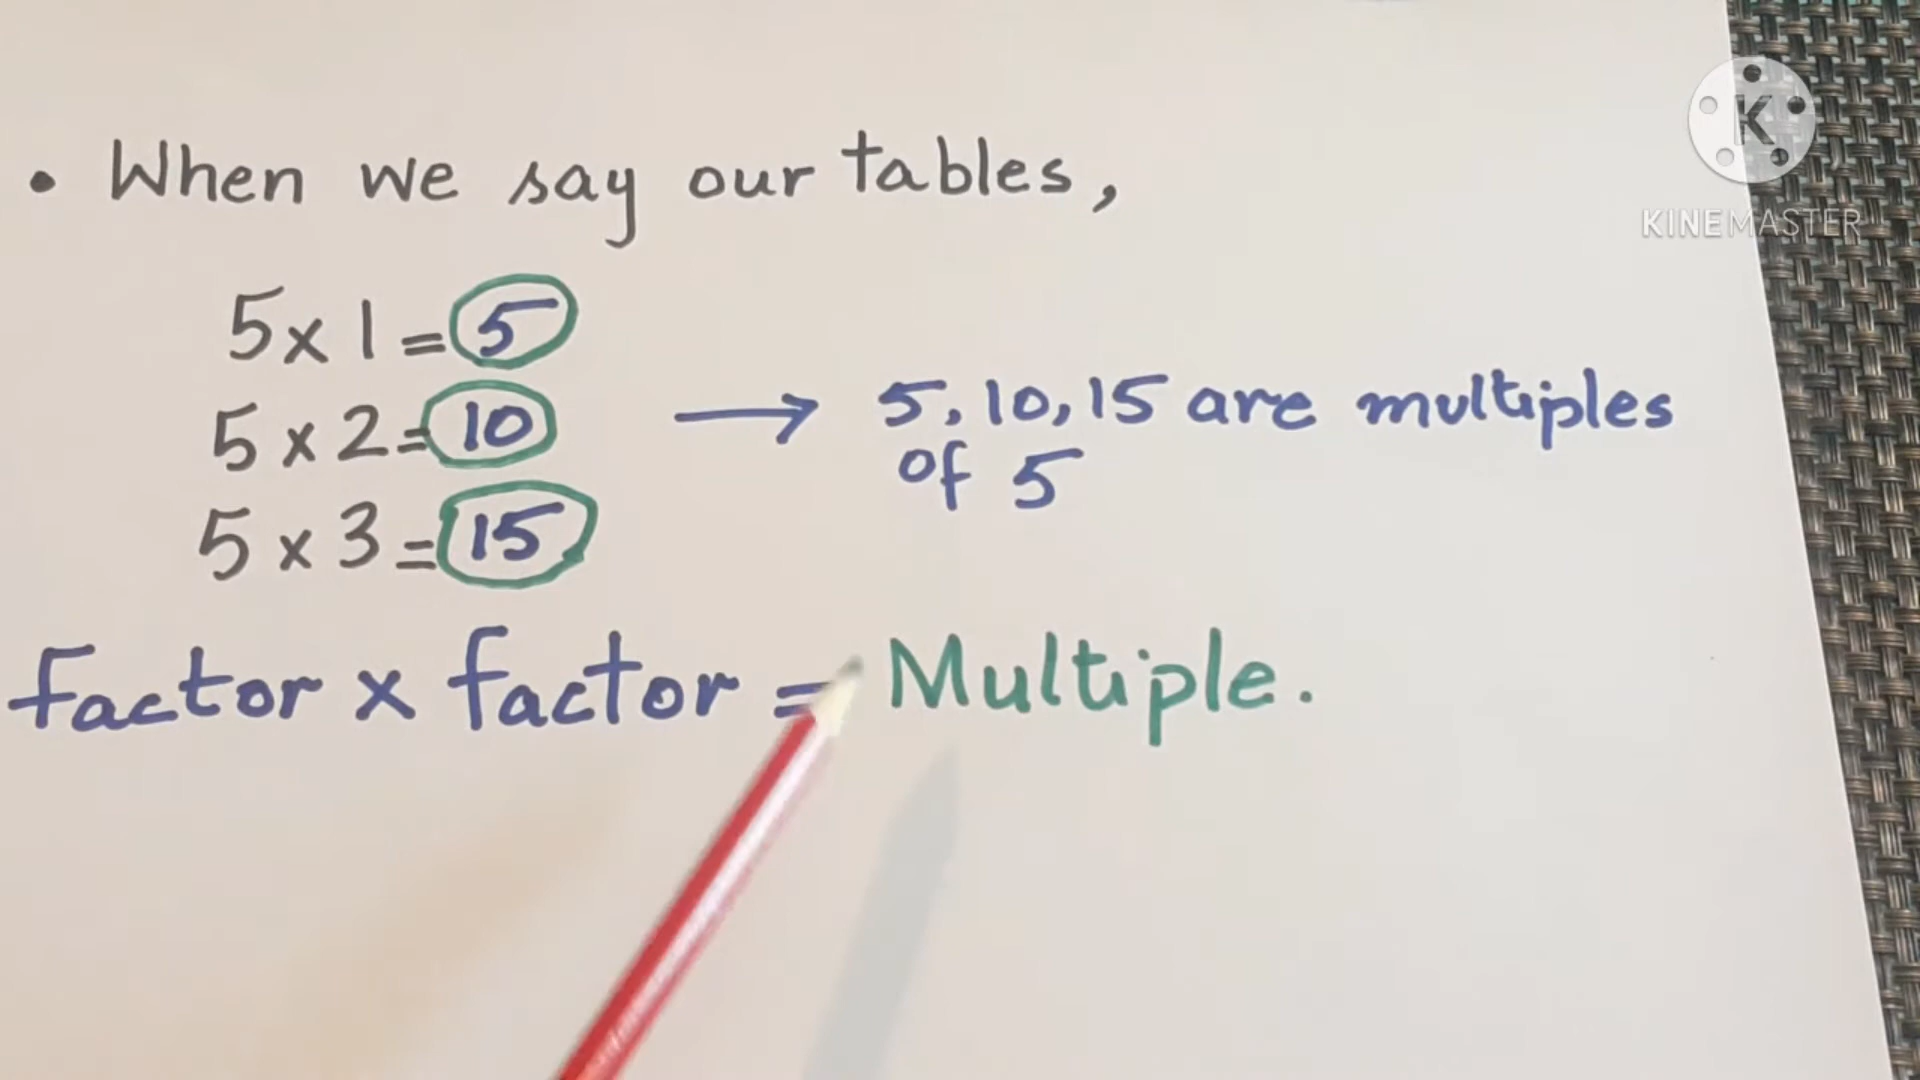 • When we say our tables,
5 x 1 = 5
5 x 2 = 10
5 x 3 = 15
→ 5, 10, 15 are multiples
of 5
factor x factor = Multiple.
K
KINEMASTER